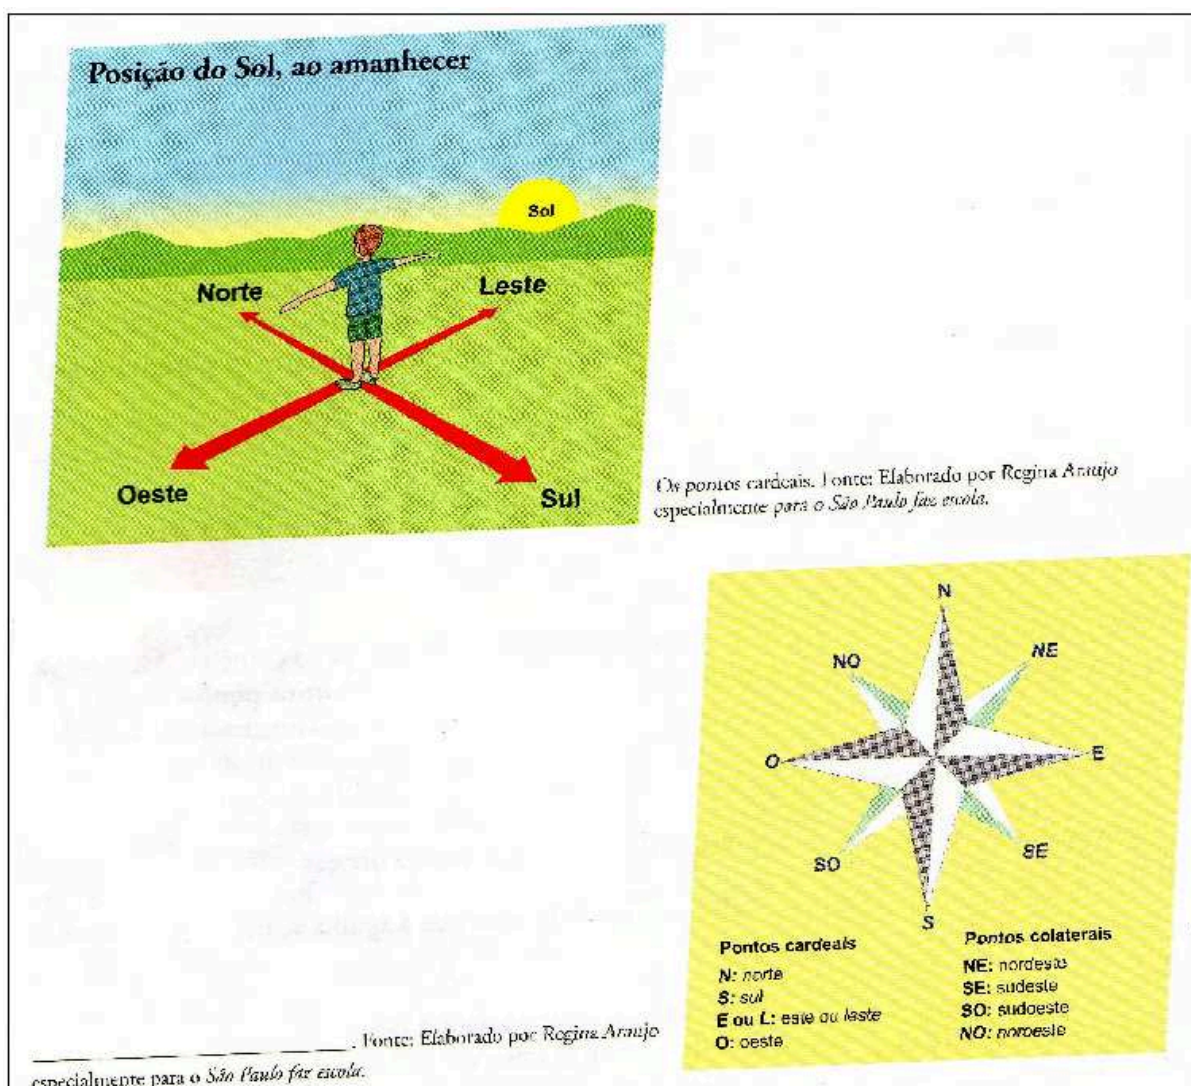 Posição do Sol, ao amanhecer
Sol
Norte
Leste
Oeste
Sul
Os pontos cardeais. Fonte: Elaborado por Regina Araujo
especialmente para o São Paulo faz escola.
N
NO
NE
O
E
SO
SE
S
Pontos cardeais
N: norte
S: sul
E ou L: este ou leste
O: oeste
Pontos colaterais
NE: nordeste
SE: sudeste
SO: sudoeste
NO: noroeste
____________________. Fonte: Elaborado por Regina Araujo
especialmente para o São Paulo faz escola.